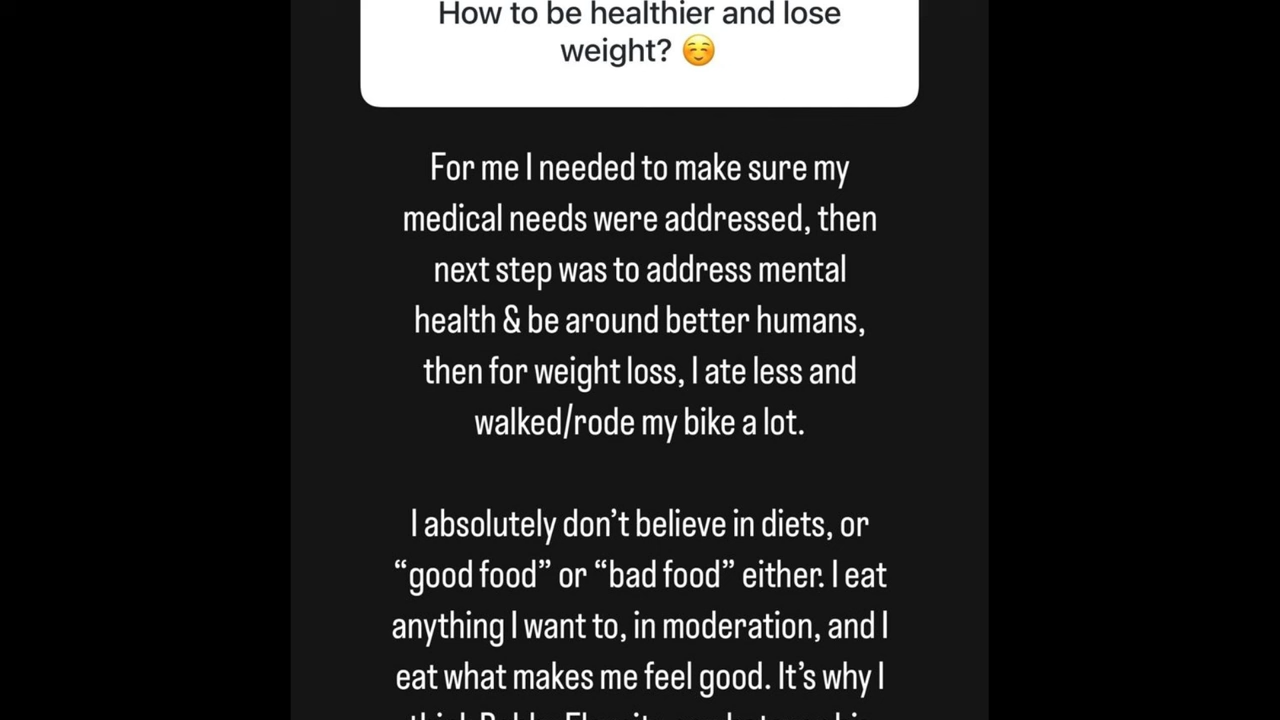 How to be healthier and lose
weight? ☺️
For me I needed to make sure my
medical needs were addressed, then
next step was to address mental
health & be around better humans,
then for weight loss, I ate less and
walked/rode my bike a lot.
I absolutely don’t believe in diets, or
“good food” or “bad food” either. I eat
anything I want to, in moderation, and I
eat what makes me feel good. It’s why I